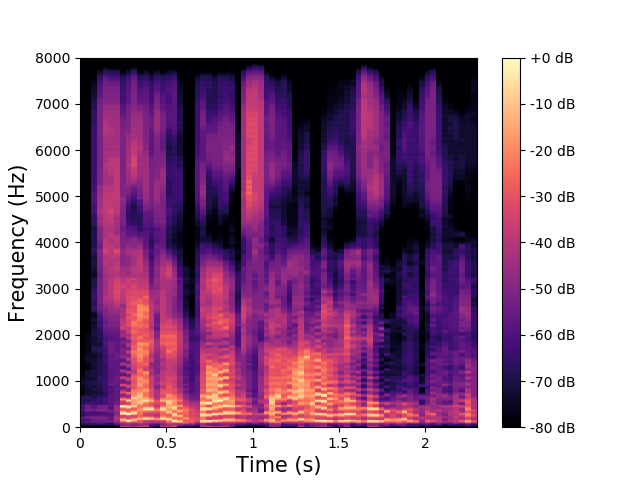 8000
7000
6000
5000
4000
3000
2000
1000
0
Frequency (Hz)
0
0.5
1
1.5
2
Time (s)
+0 dB
-10 dB
-20 dB
-30 dB
-40 dB
-50 dB
-60 dB
-70 dB
-80 dB